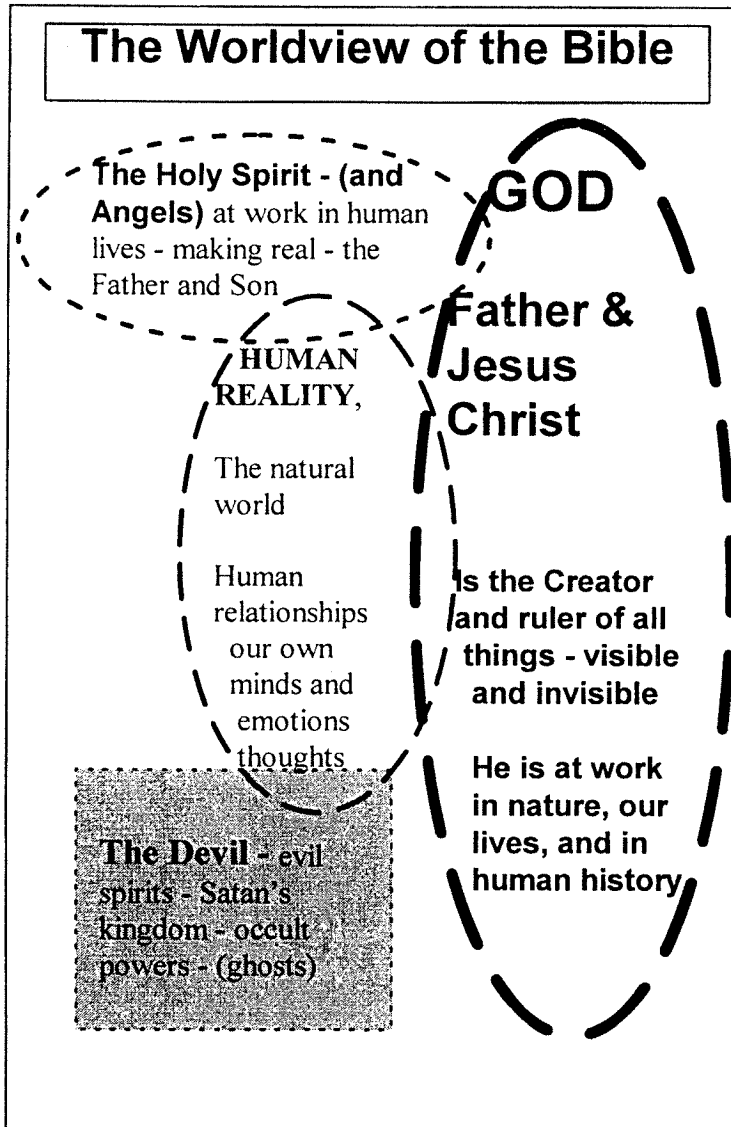 The Worldview of the Bible
The Holy Spirit - (and
Angels) at work in human
lives - making real - the
Father and Son
GOD
Father &
Jesus
Christ
HUMAN
REALITY,
The natural
world
Human
relationships
our own
minds and
emotions
thoughts
Is the Creator
and ruler of all
things - visible
and invisible
He is at work
in nature, our
lives, and in
human history
The Devil - evil
spirits - Satan's
kingdom - occult
powers - (ghosts)